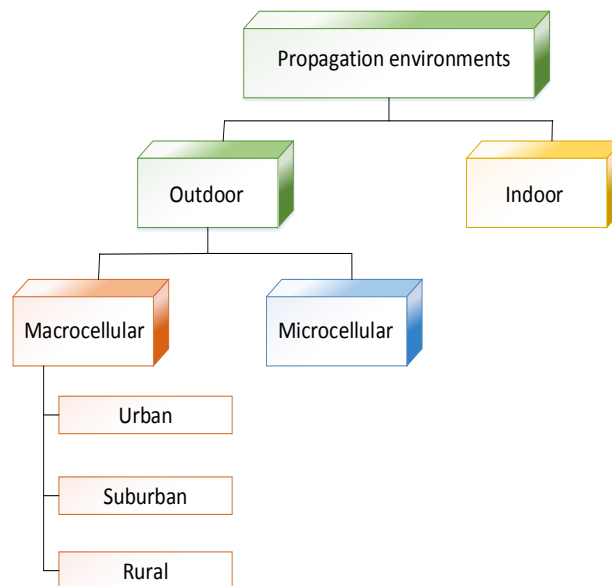 Propagation environments
Outdoor
Indoor
Macrocellular
Microcellular
Urban
Suburban
Rural